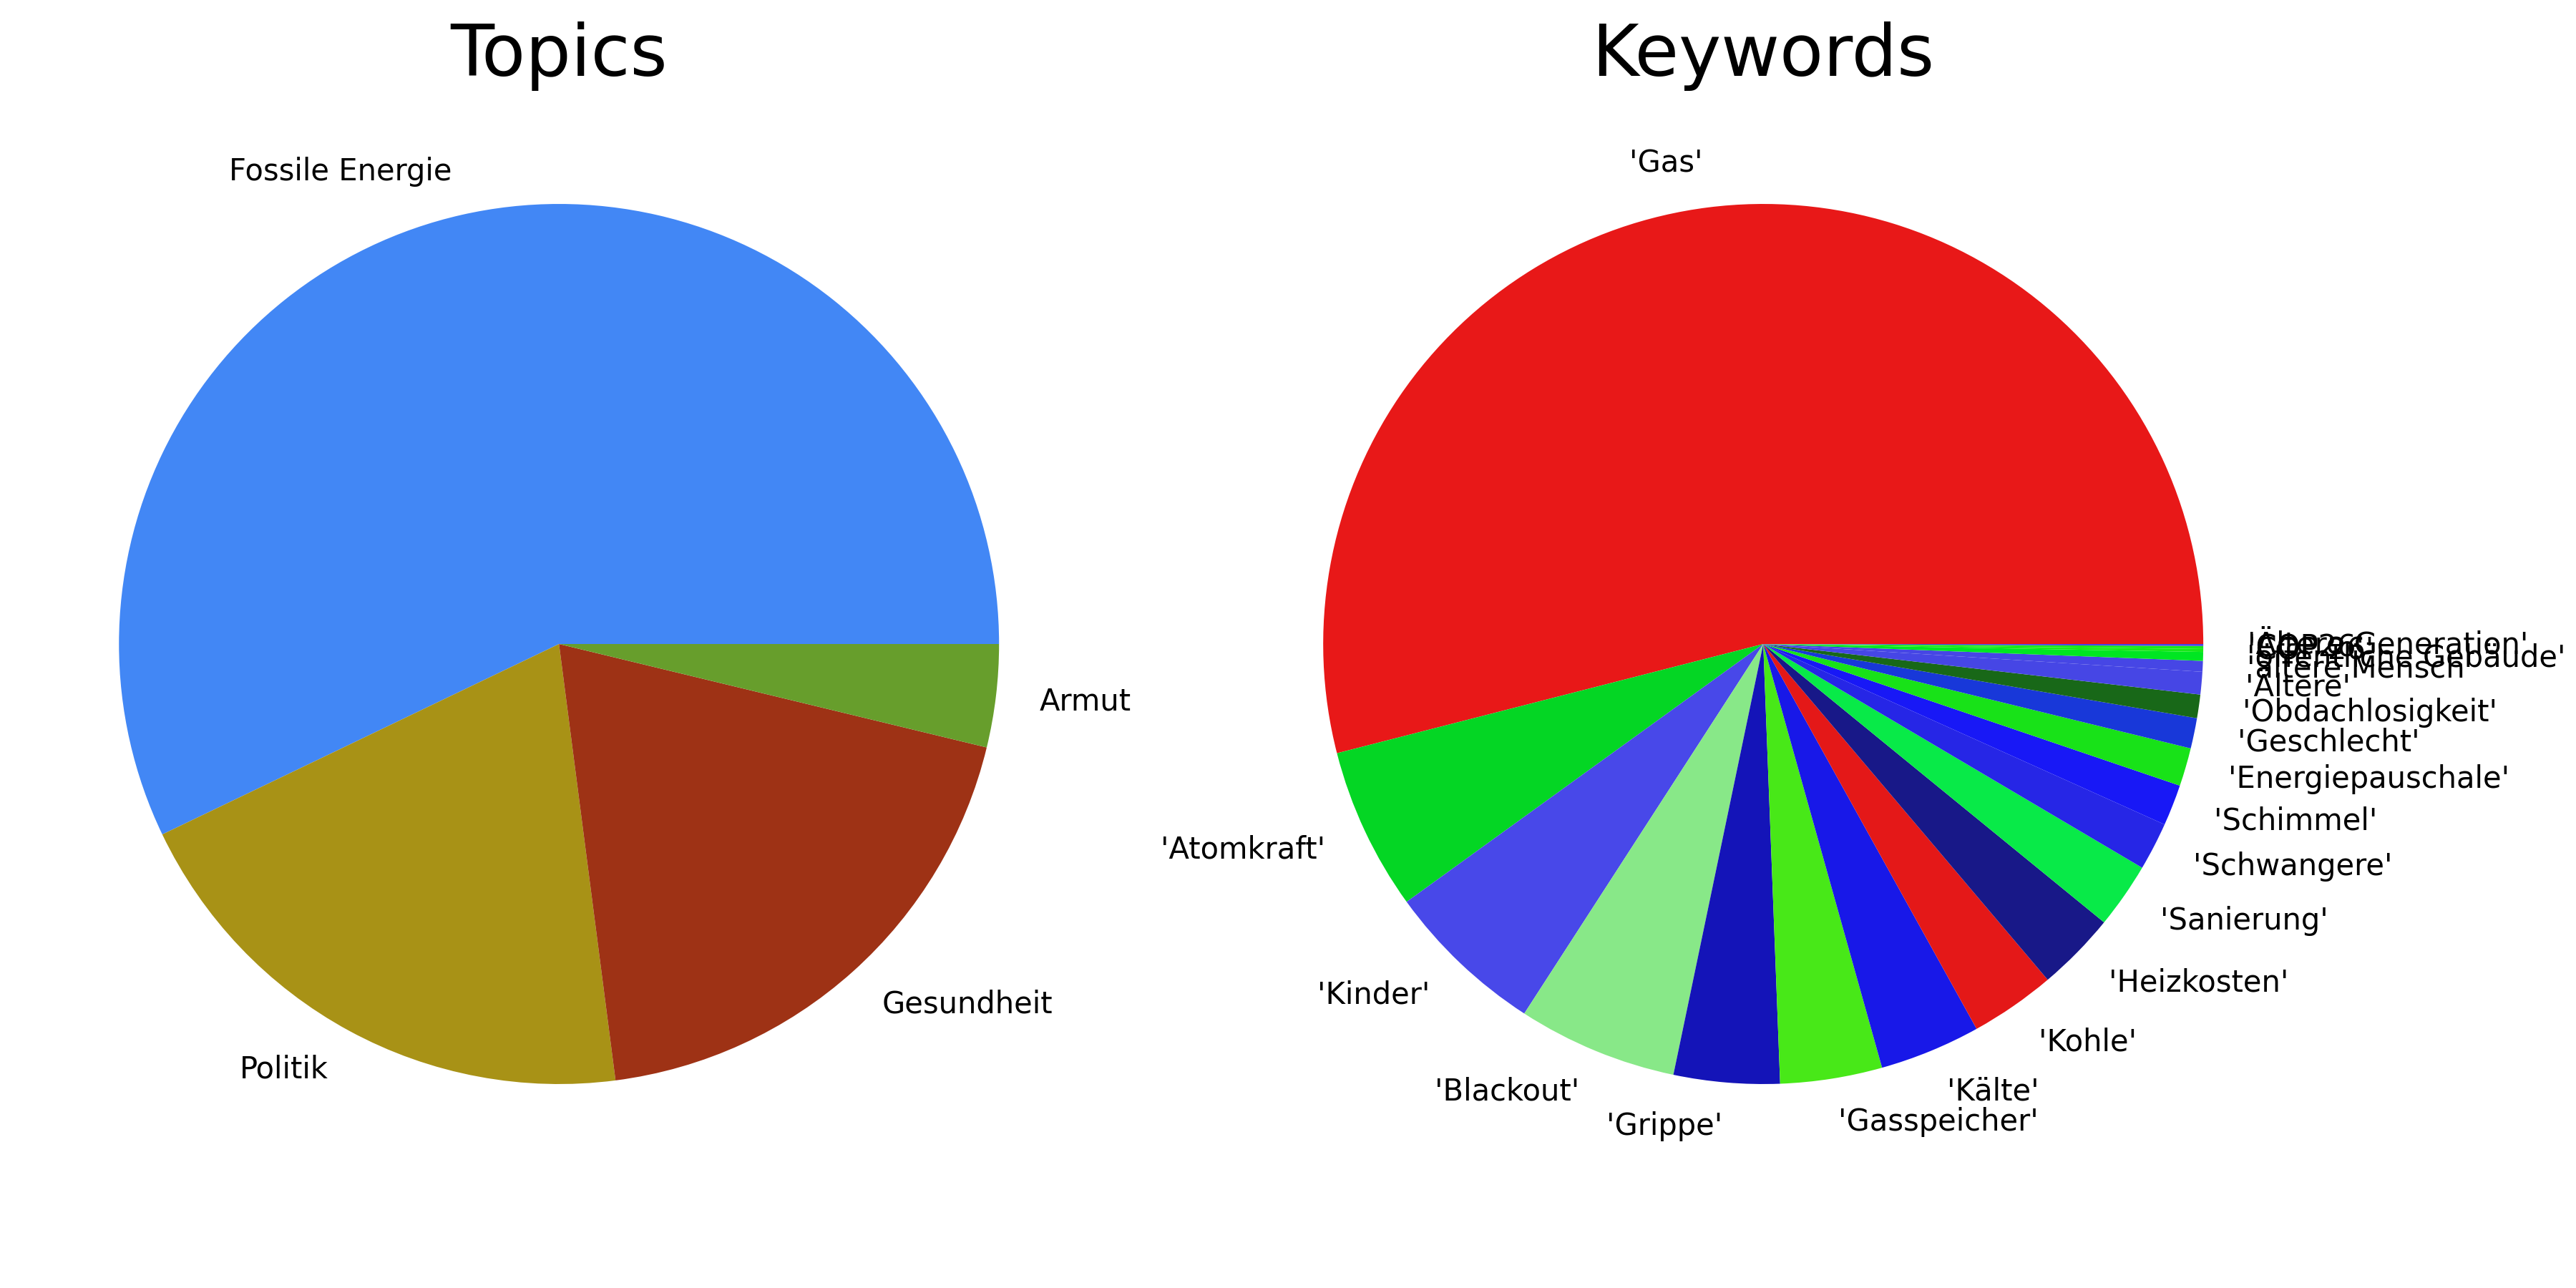 Topics
Fossile Energie
Armut
Gesundheit
Politik
Keywords
'Gas'
'Atomkraft'
'Kinder'
'Blackout'
'Grippe'
'Gasspeicher'
'Kälte'
'Kohle'
'Heizkosten'
'Sanierung'
'Schwangere'
'Schimmel'
'Energiepauschale'
'Geschlecht'
'Obdachlosigkeit'
'Ältere'